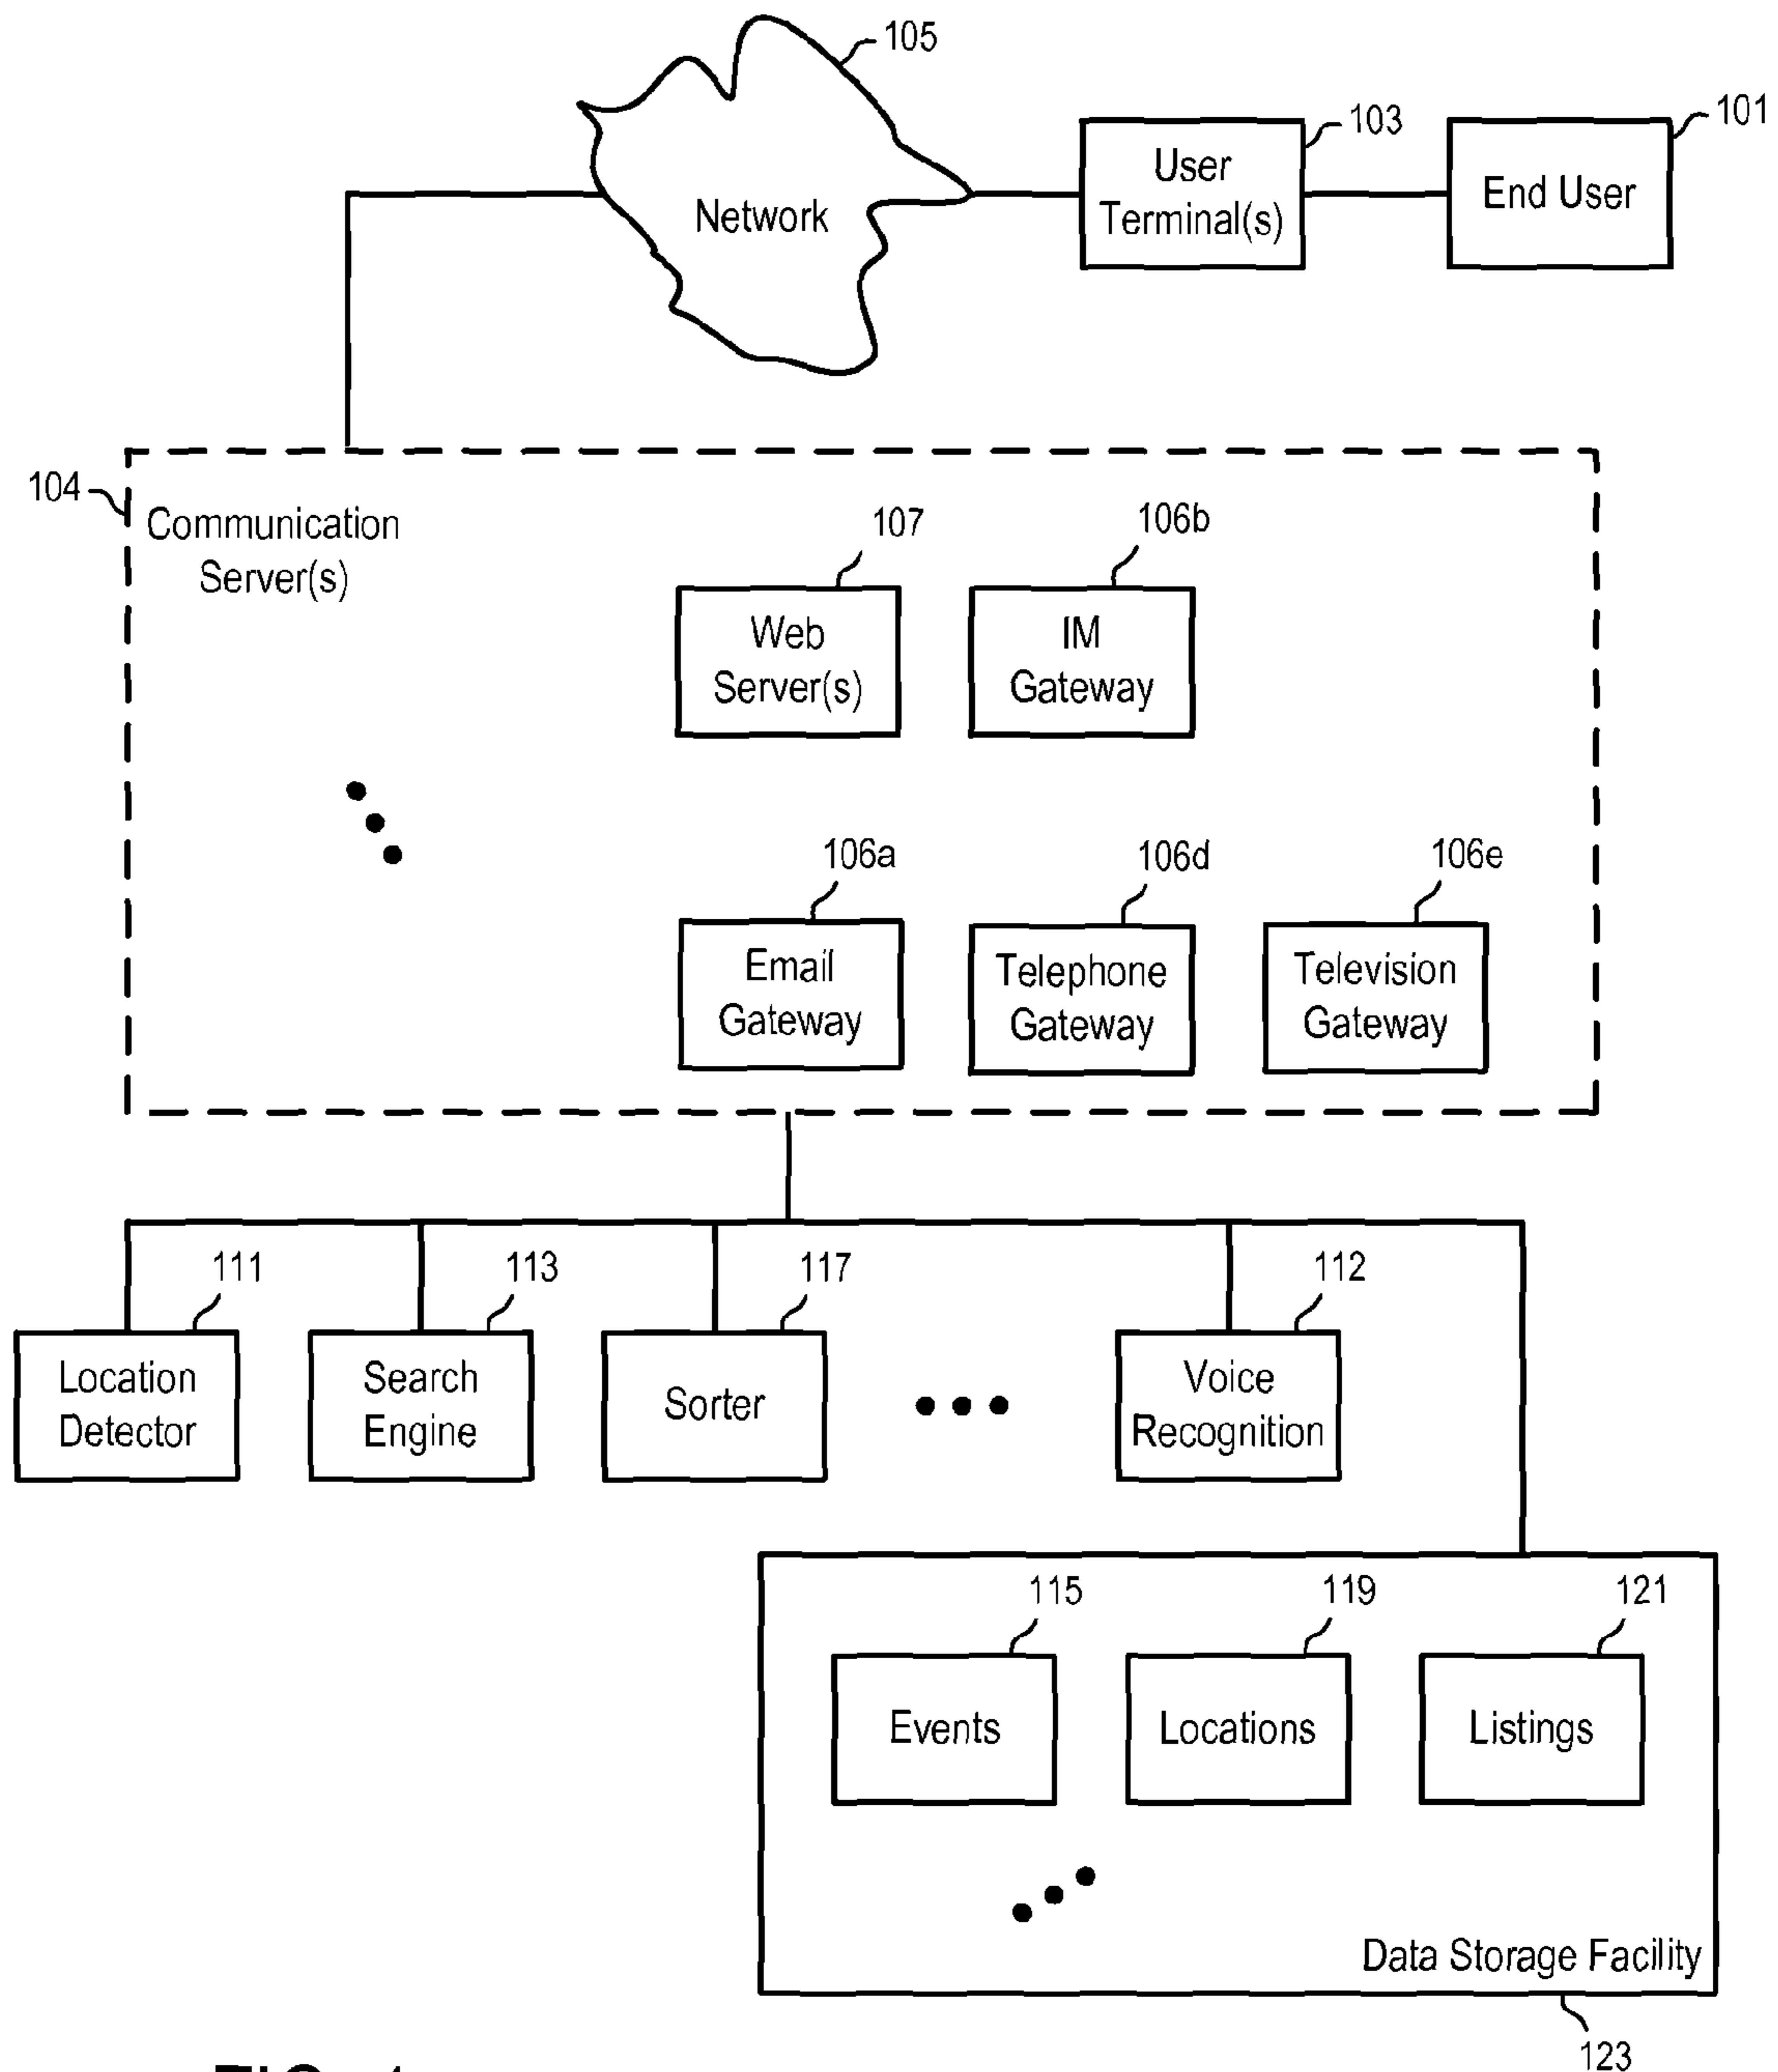 105
103
101
User
Terminal(s)
End User
Network
104
Communication
Server(s)
107
106b
Web
Server(s)
IM
Gateway
106a
106d
106e
Email
Gateway
Telephone
Gateway
Television
Gateway
111
113
117
112
Location
Detector
Search
Engine
Sorter
Voice
Recognition
115
119
121
Events
Locations
Listings
Data Storage Facility
123